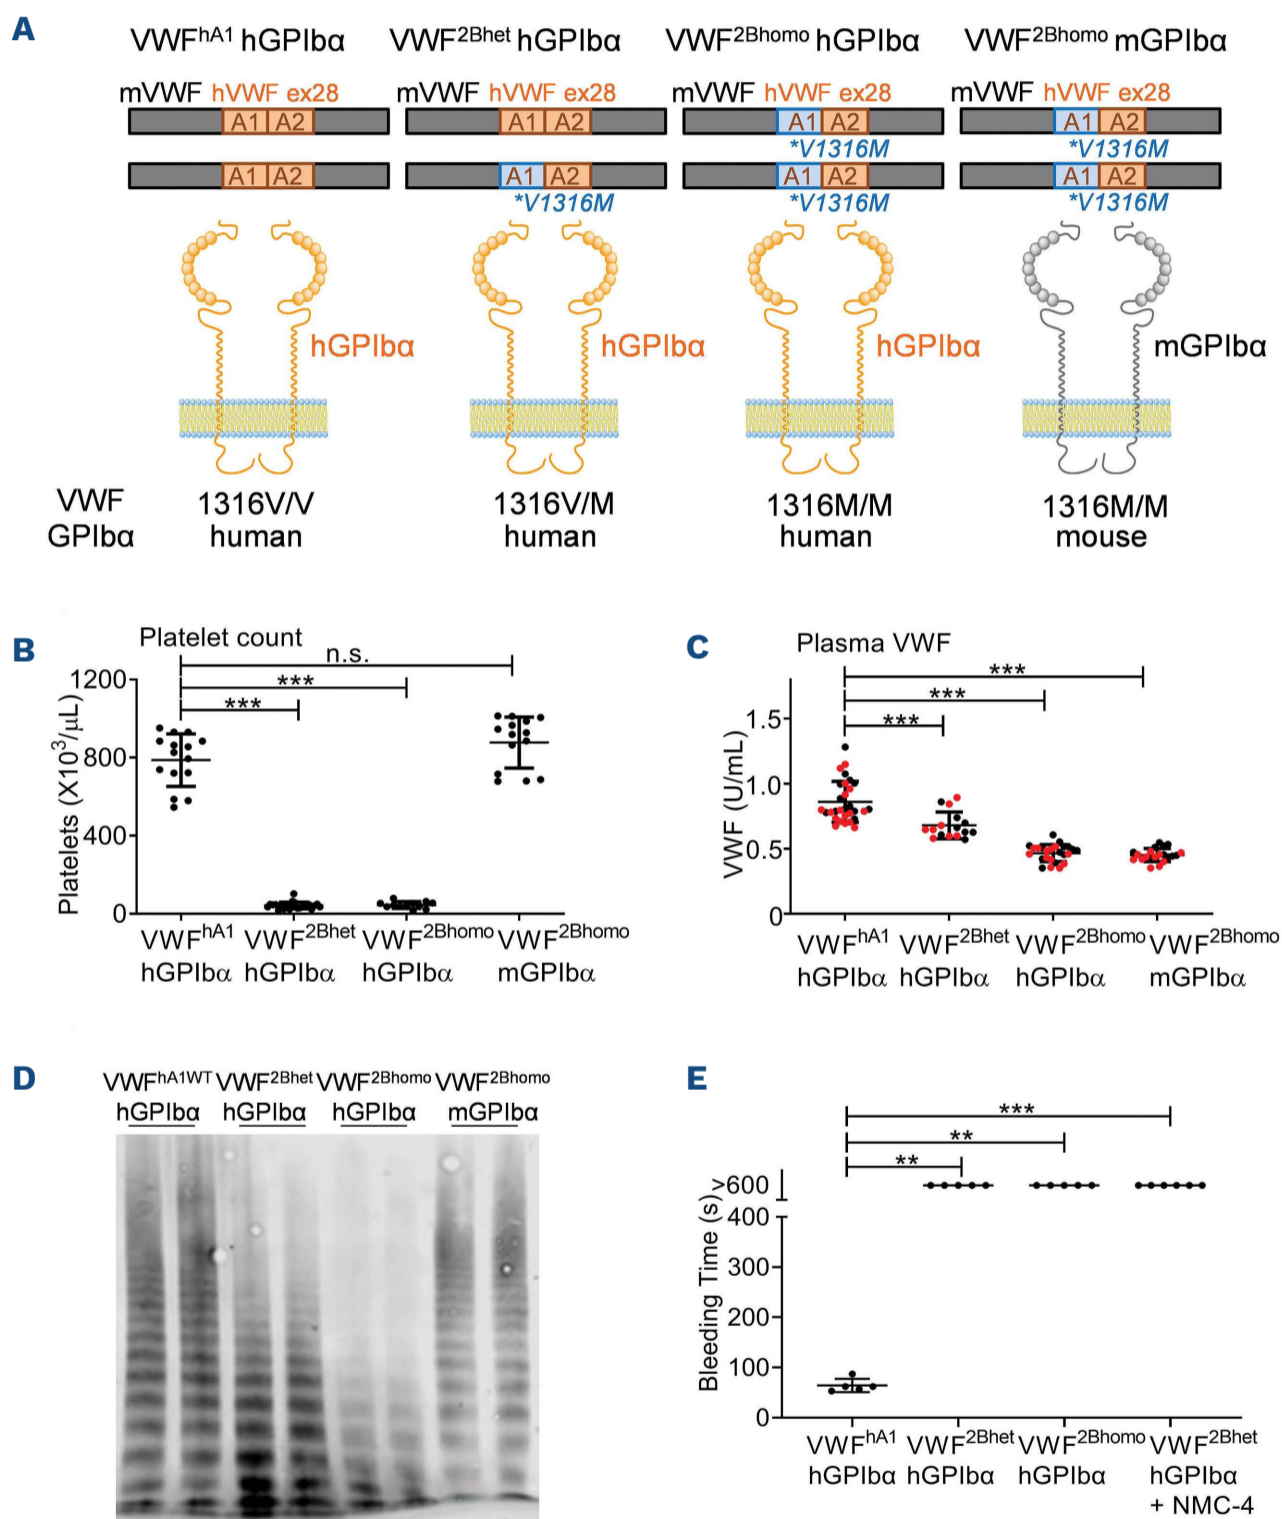 A
VWFhA1 hGPIbα VWF2Bhet hGPIbα VWF2Bhomo hGPIbα VWF2Bhomo mGPIbα
mVWF hVWF ex28 mVWF hVWF ex28 mVWF hVWF ex28 mVWF hVWF ex28
A1 A2 A1 A2 A1 A2 A1 A2
*V1316M *V1316M
A1 A2 A1 A2 A1 A2 A1 A2
*V1316M *V1316M *V1316M
hGPIbα hGPIbα hGPIbα mGPIbα
VWF 1316V/V 1316V/M 1316M/M 1316M/M
GPIbα human human human mouse
B
Platelet count
n.s.
***
***
Platelets (X103/µL)
1200
800
400
0
VWFhA1 VWF2Bhet VWF2Bhomo VWF2Bhomo
hGPIbα hGPIbα hGPIbα mGPIbα
C
Plasma VWF
***
***
***
VWF (U/mL)
1.5
1.0
0.5
0
VWFhA1 VWF2Bhet VWF2Bhomo VWF2Bhomo
hGPIbα hGPIbα hGPIbα mGPIbα
D
VWFhA1WT VWF2Bhet VWF2Bhomo VWF2Bhomo
hGPIbα hGPIbα hGPIbα mGPIbα
E
***
**
**
Bleeding Time (s)
>600
400
300
200
100
0
VWFhA1 VWF2Bhet VWF2Bhomo VWF2Bhet
hGPIbα hGPIbα hGPIbα hGPIbα
+ NMC-4